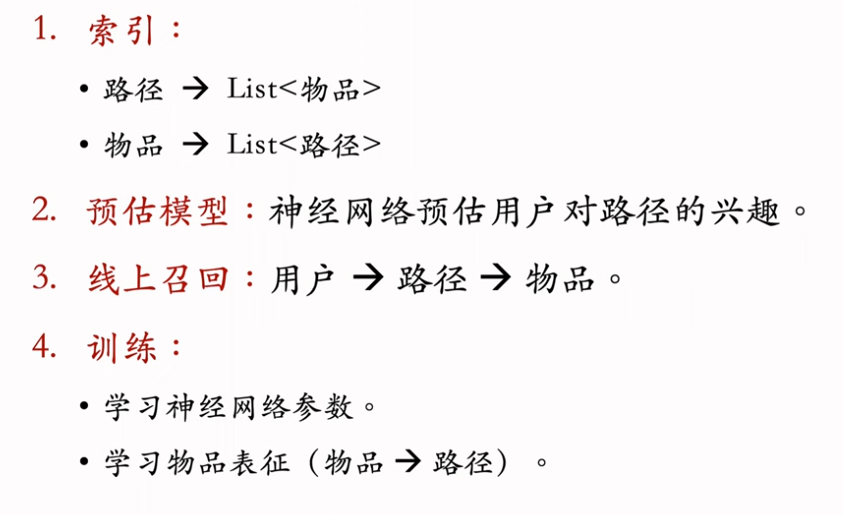 1. 索引：
• 路径 → List<物品>
• 物品 → List<路径>
2. 预估模型：神经网络预估用户对路径的兴趣。
3. 线上召回：用户 → 路径 → 物品。
4. 训练：
• 学习神经网络参数。
• 学习物品表征（物品 → 路径）。